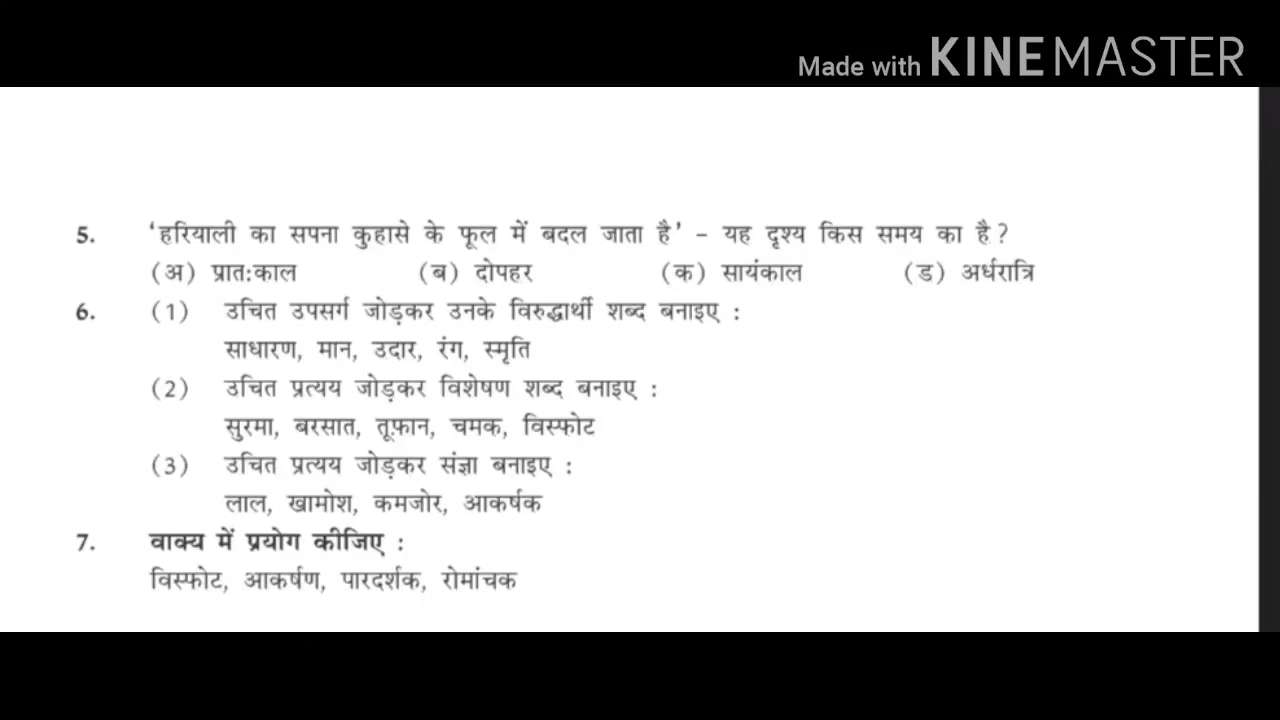 Made with KINEMASTER
5. 'हरियाली का सपना कुहासे के फूल में बदल जाता है' - यह दृश्य किस समय का है?
(अ) प्रात:काल (ब) दोपहर (क) सायंकाल (ड) अर्धरात्रि
6. (1) उचित उपसर्ग जोड़कर उनके विरुद्धार्थी शब्द बनाइए :
साधारण, मान, उदार, रंग, स्मृति
(2) उचित प्रत्यय जोड़कर विशेषण शब्द बनाइए :
सुरमा, बरसात, तूफ़ान, चमक, विस्फोट
(3) उचित प्रत्यय जोड़कर संज्ञा बनाइए :
लाल, खामोश, कमजोर, आकर्षक
7. वाक्य में प्रयोग कीजिए :
विस्फोट, आकर्षण, पारदर्शक, रोमांचक